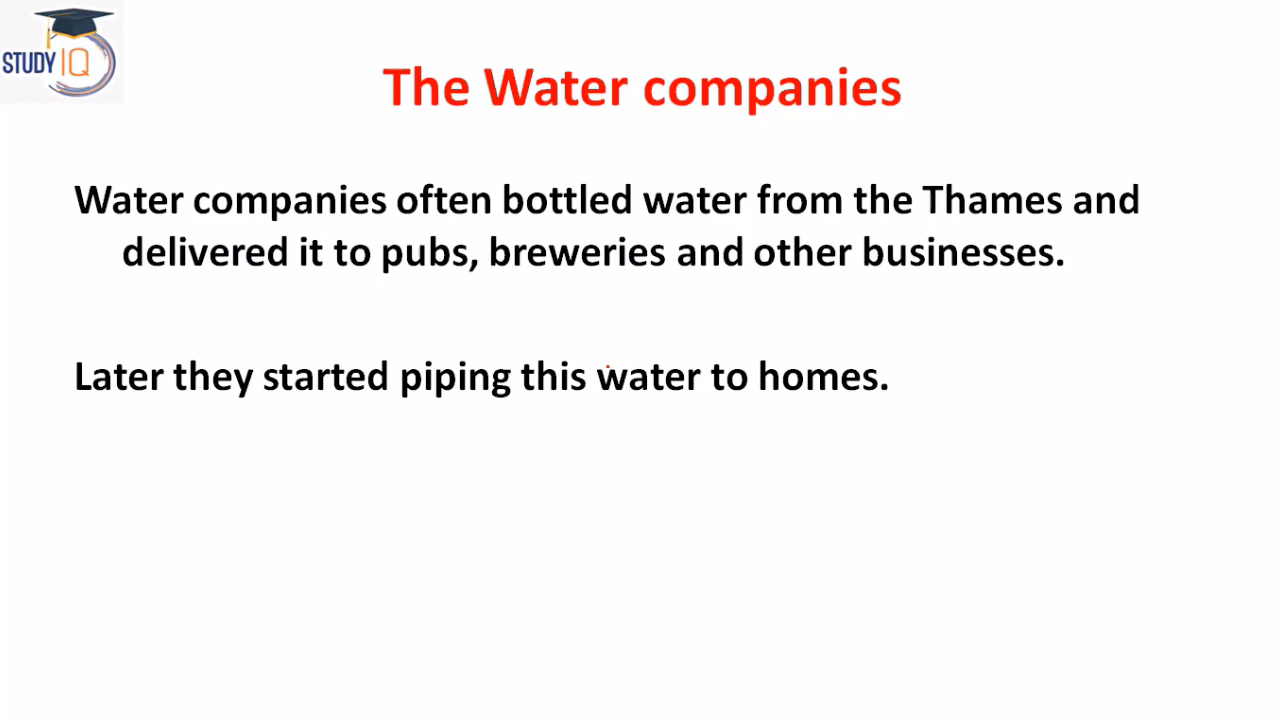 STUDY IQ
The Water companies
Water companies often bottled water from the Thames and
delivered it to pubs, breweries and other businesses.
Later they started piping this water to homes.